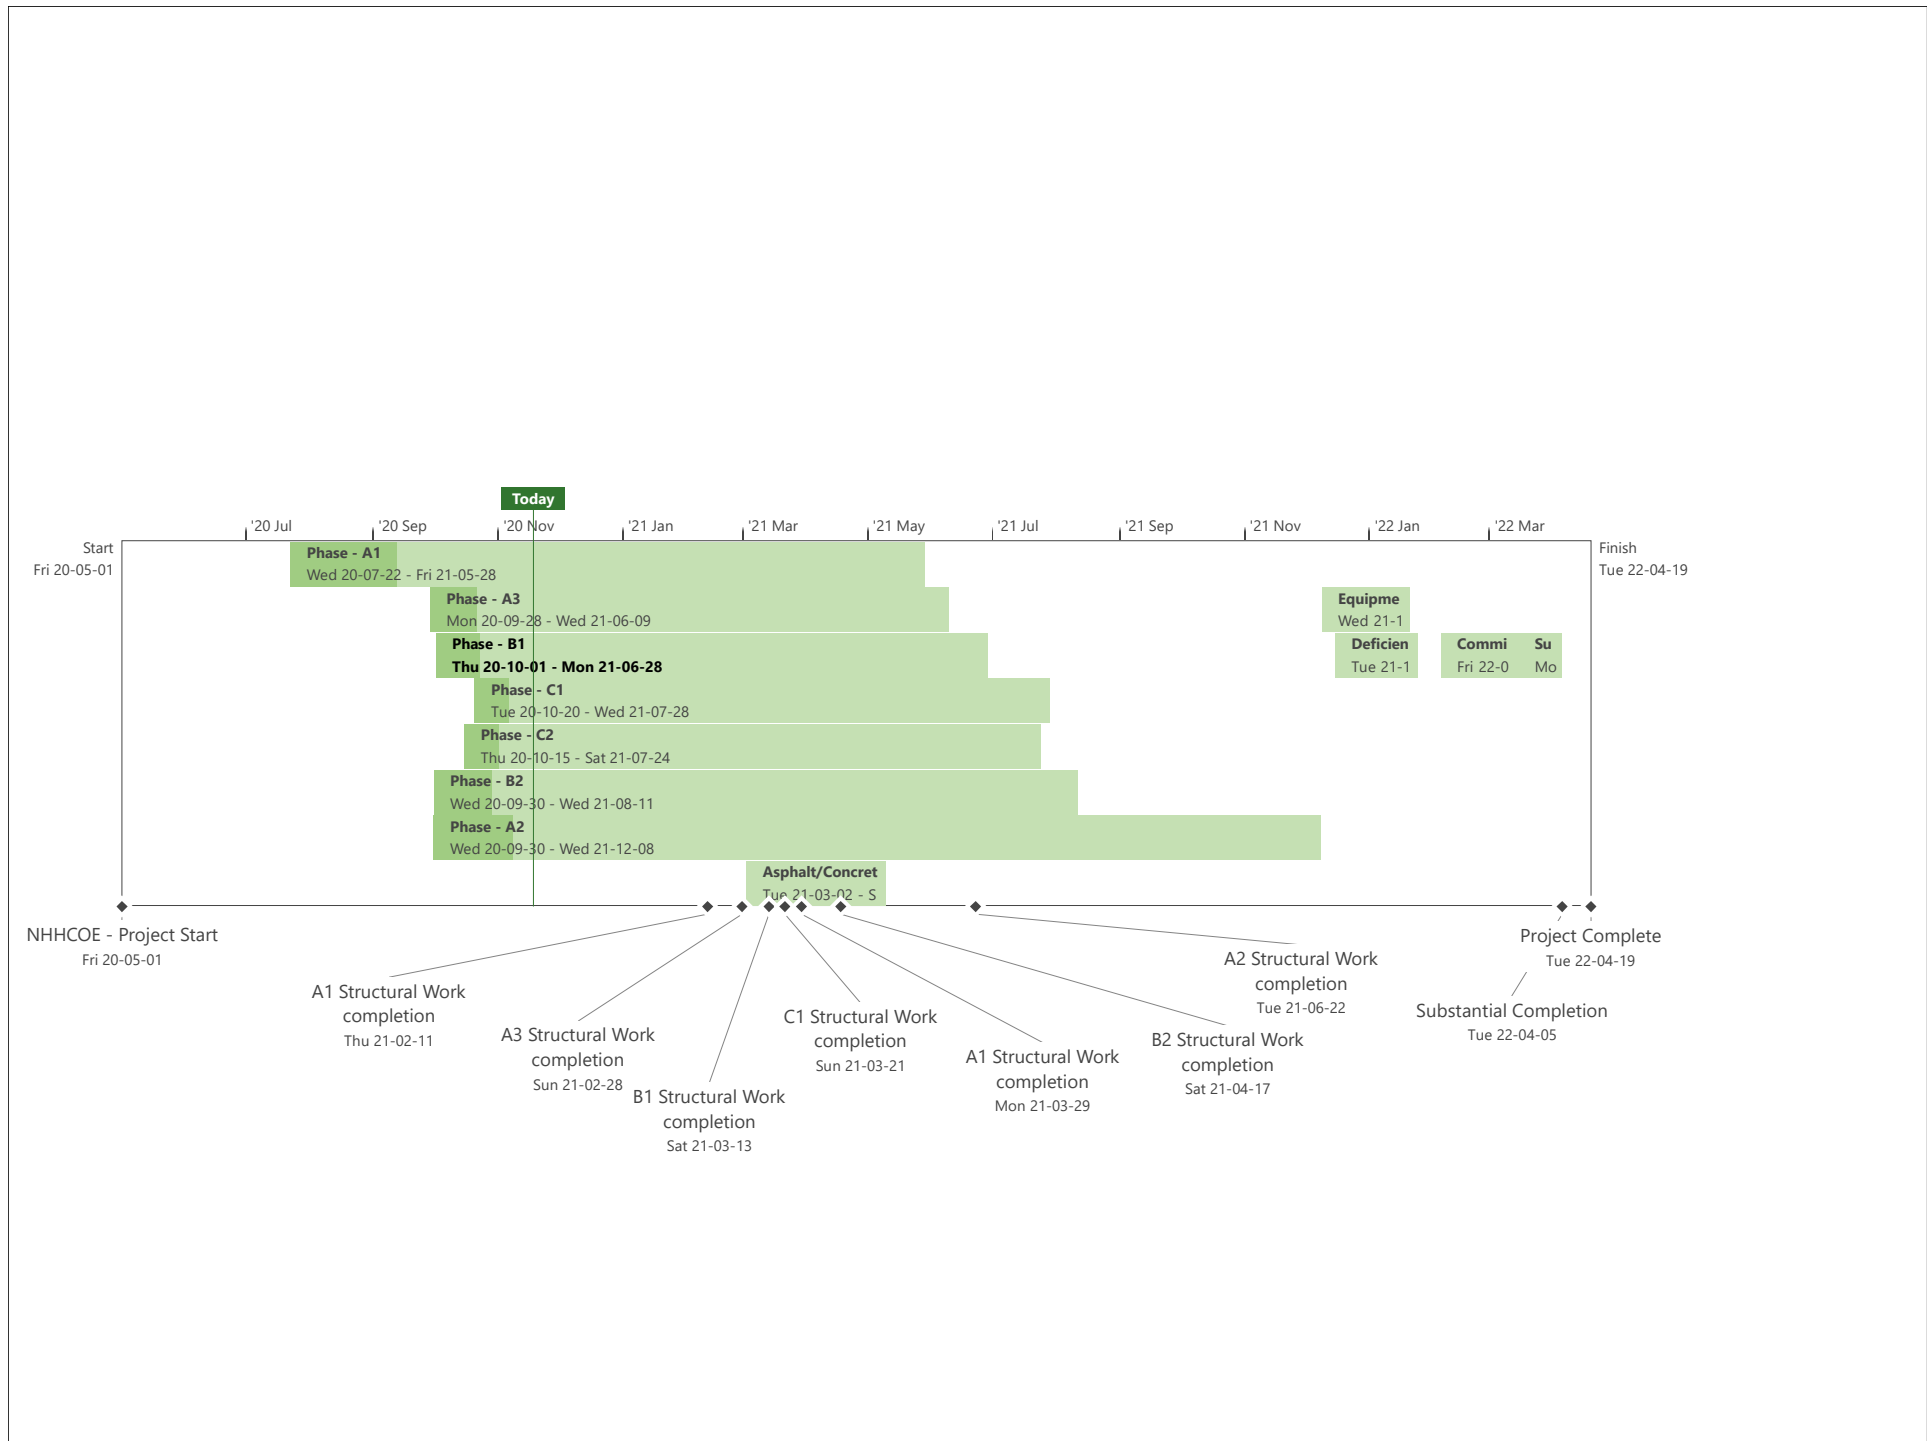 Today
'20 Jul
'20 Sep
'20 Nov
'21 Jan
'21 Mar
'21 May
'21 Jul
'21 Sep
'21 Nov
'22 Jan
'22 Mar
Start
Fri 20-05-01
Finish
Tue 22-04-19
Phase - A1
Wed 20-07-22 - Fri 21-05-28
Phase - A3
Mon 20-09-28 - Wed 21-06-09
Equipme
Wed 21-1
Phase - B1
Thu 20-10-01 - Mon 21-06-28
Deficien
Tue 21-1
Commi
Fri 22-0
Su
Mo
Phase - C1
Tue 20-10-20 - Wed 21-07-28
Phase - C2
Thu 20-10-15 - Sat 21-07-24
Phase - B2
Wed 20-09-30 - Wed 21-08-11
Phase - A2
Wed 20-09-30 - Wed 21-12-08
Asphalt/Concret
Tue 21-03-02 - S
NHHCOE - Project Start
Fri 20-05-01
A1 Structural Work
completion
Thu 21-02-11
A3 Structural Work
completion
Sun 21-02-28
B1 Structural Work
completion
Sat 21-03-13
C1 Structural Work
completion
Sun 21-03-21
A1 Structural Work
completion
Mon 21-03-29
B2 Structural Work
completion
Sat 21-04-17
A2 Structural Work
completion
Tue 21-06-22
Substantial Completion
Tue 22-04-05
Project Complete
Tue 22-04-19